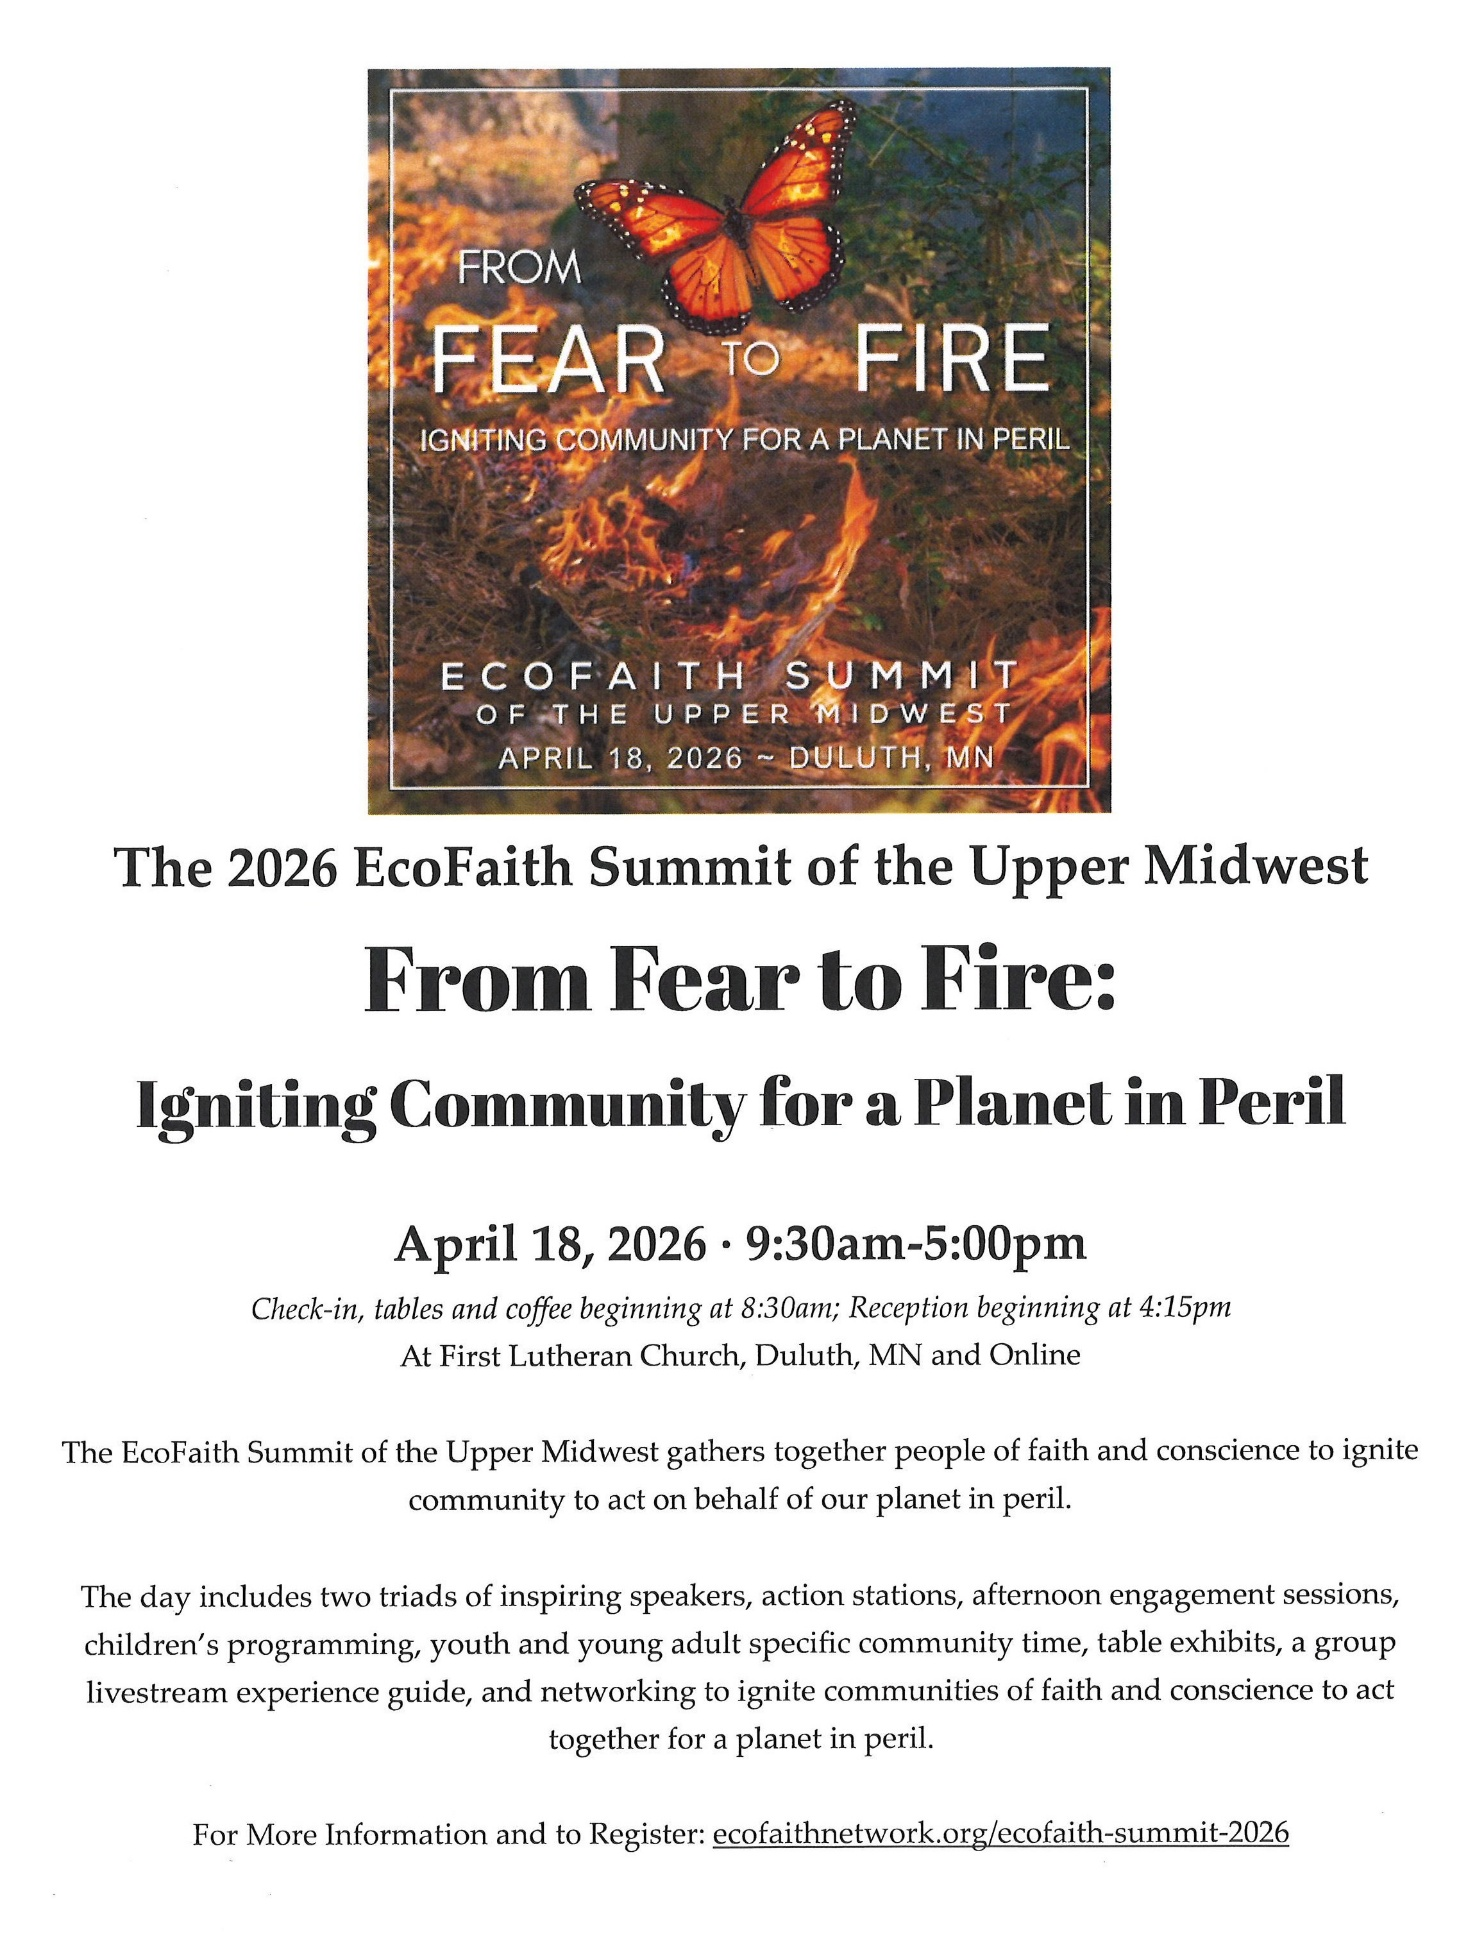 FROM
FEAR TO FIRE
IGNITING COMMUNITY FOR A PLANET IN PERIL
ECOFAITH SUMMIT
OF THE UPPER MIDWEST
APRIL 18, 2026 ~ DULUTH, MN
The 2026 EcoFaith Summit of the Upper Midwest
From Fear to Fire:
Igniting Community for a Planet in Peril
April 18, 2026 · 9:30am-5:00pm
Check-in, tables and coffee beginning at 8:30am; Reception beginning at 4:15pm
At First Lutheran Church, Duluth, MN and Online
The EcoFaith Summit of the Upper Midwest gathers together people of faith and conscience to ignite
community to act on behalf of our planet in peril.
The day includes two triads of inspiring speakers, action stations, afternoon engagement sessions,
children's programming, youth and young adult specific community time, table exhibits, a group
livestream experience guide, and networking to ignite communities of faith and conscience to act
together for a planet in peril.
For More Information and to Register: ecofaithnetwork.org/ecofaith-summit-2026